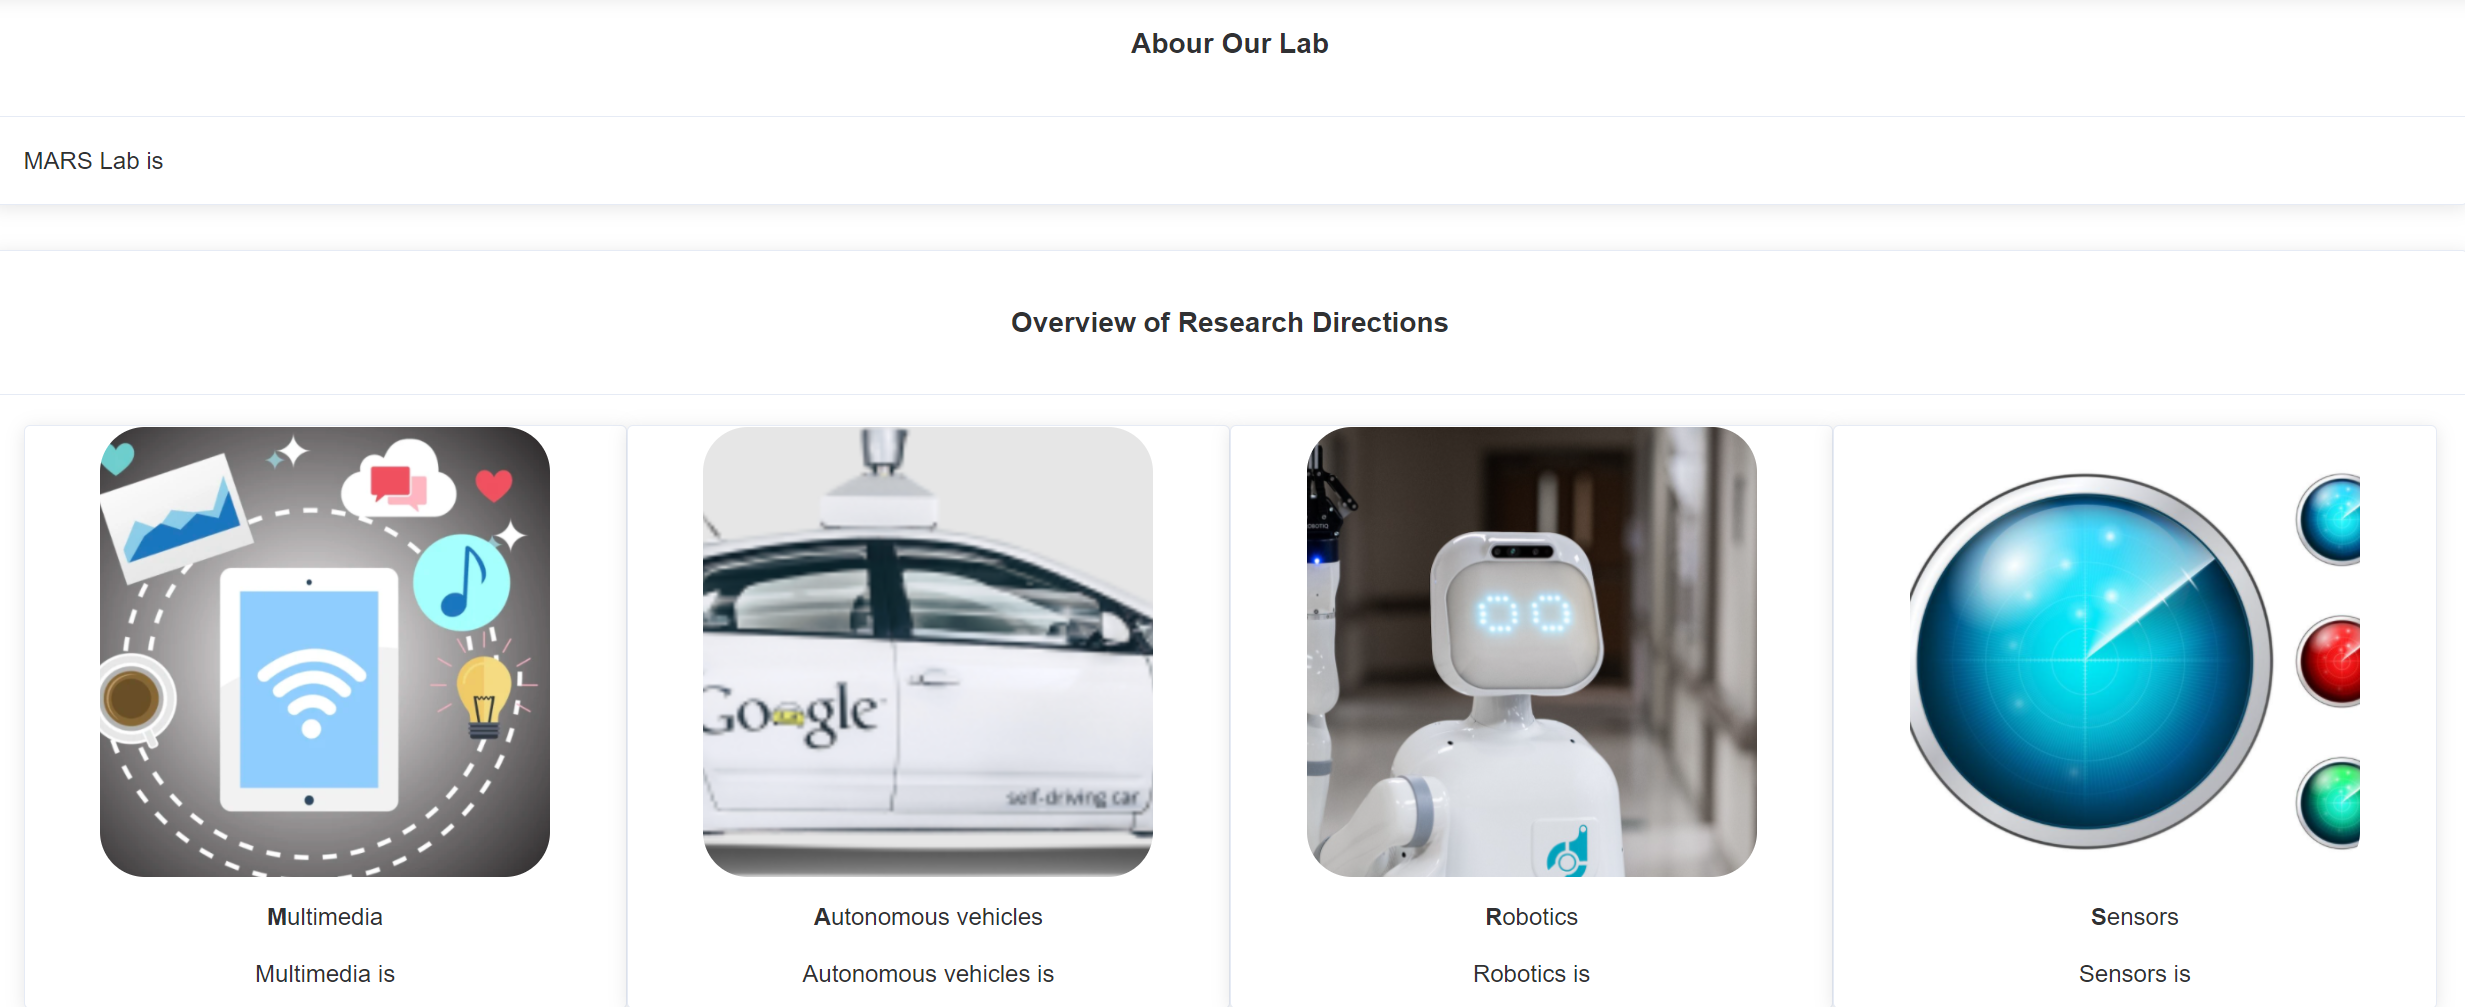 Abour Our Lab
MARS Lab is
Overview of Research Directions
Google
self-driving car
Multimedia
Autonomous vehicles
Robotics
Sensors
Multimedia is
Autonomous vehicles is
Robotics is
Sensors is